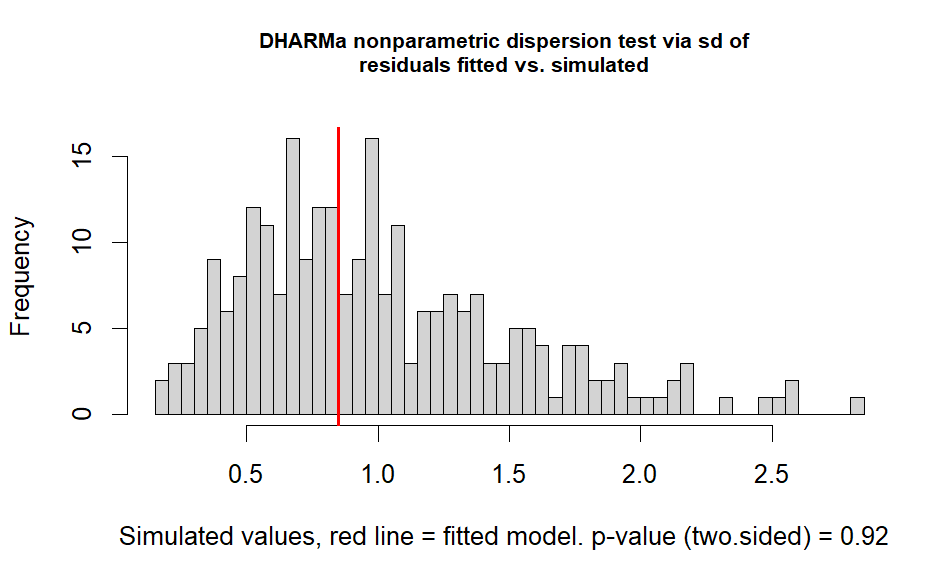 DHARMa nonparametric dispersion test via sd of
residuals fitted vs. simulated
15
10
5
0
Frequency
0.5 1.0 1.5 2.0 2.5
Simulated values, red line = fitted model. p-value (two.sided) = 0.92